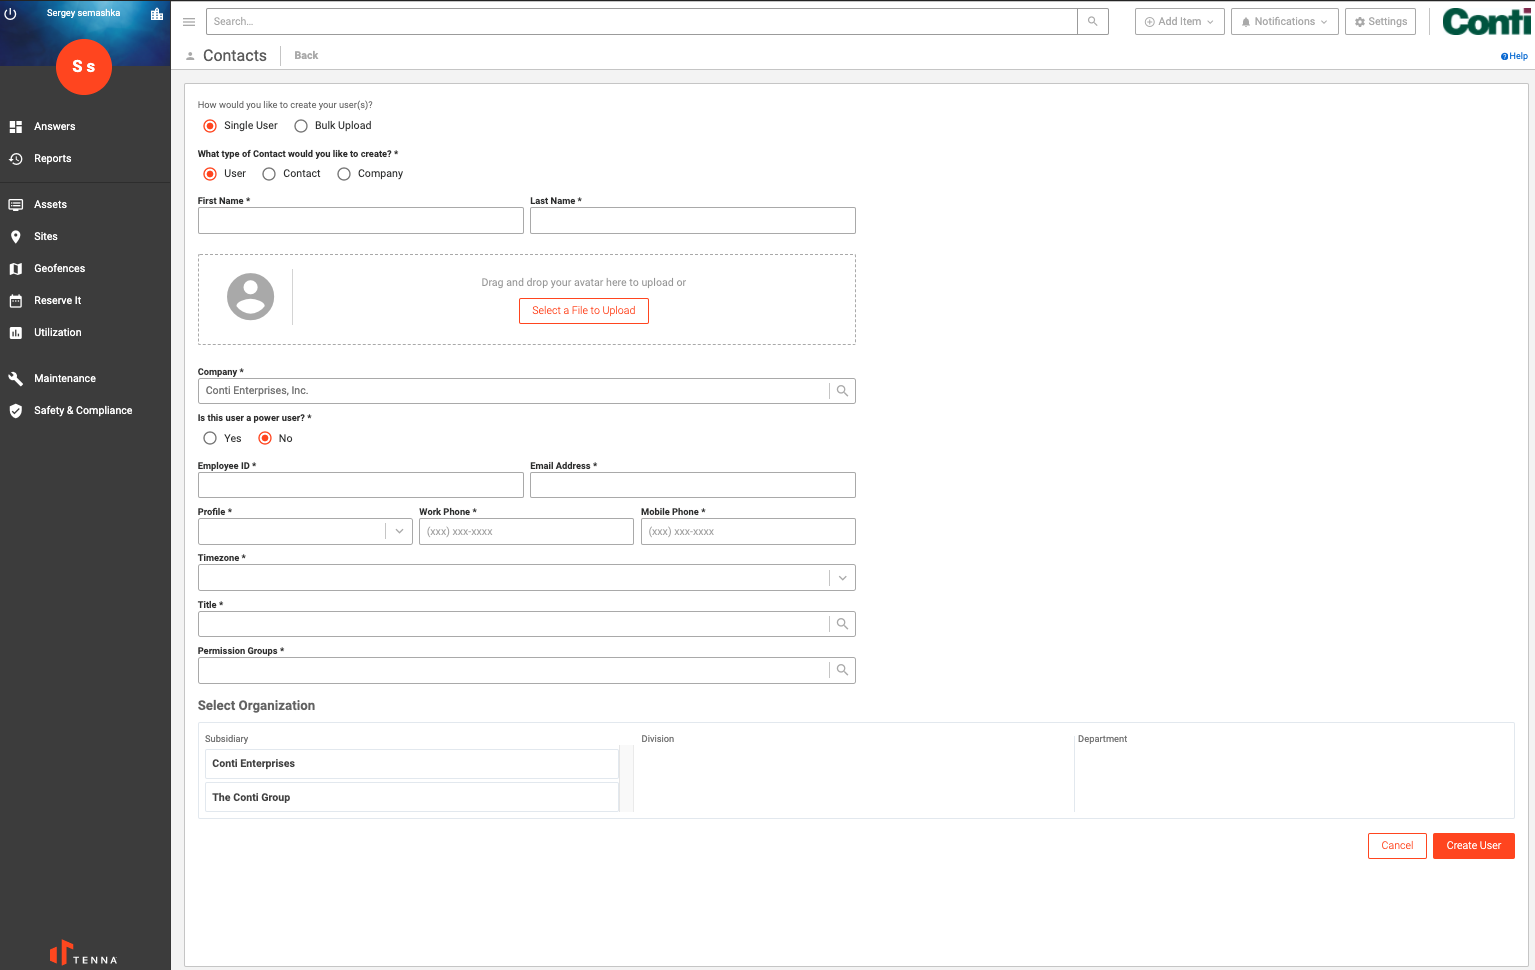 Sergey semashka
S s
Answers
Reports
Assets
Sites
Geofences
Reserve It
Utilization
Maintenance
Safety & Compliance
TENNA
Search...
Add Item
Notifications
Settings
Conti
Contacts
Back
Help
How would you like to create your user(s)?
Single User Bulk Upload
What type of Contact would you like to create? *
User Contact Company
First Name * Last Name *
Drag and drop your avatar here to upload or
Select a File to Upload
Company *
Conti Enterprises, Inc.
Is this user a power user? *
Yes No
Employee ID * Email Address *
Profile * Work Phone * Mobile Phone *
(xxx) xxx-xxxx (xxx) xxx-xxxx
Timezone *
Title *
Permission Groups *
Select Organization
Subsidiary Division Department
Conti Enterprises
The Conti Group
Cancel Create User